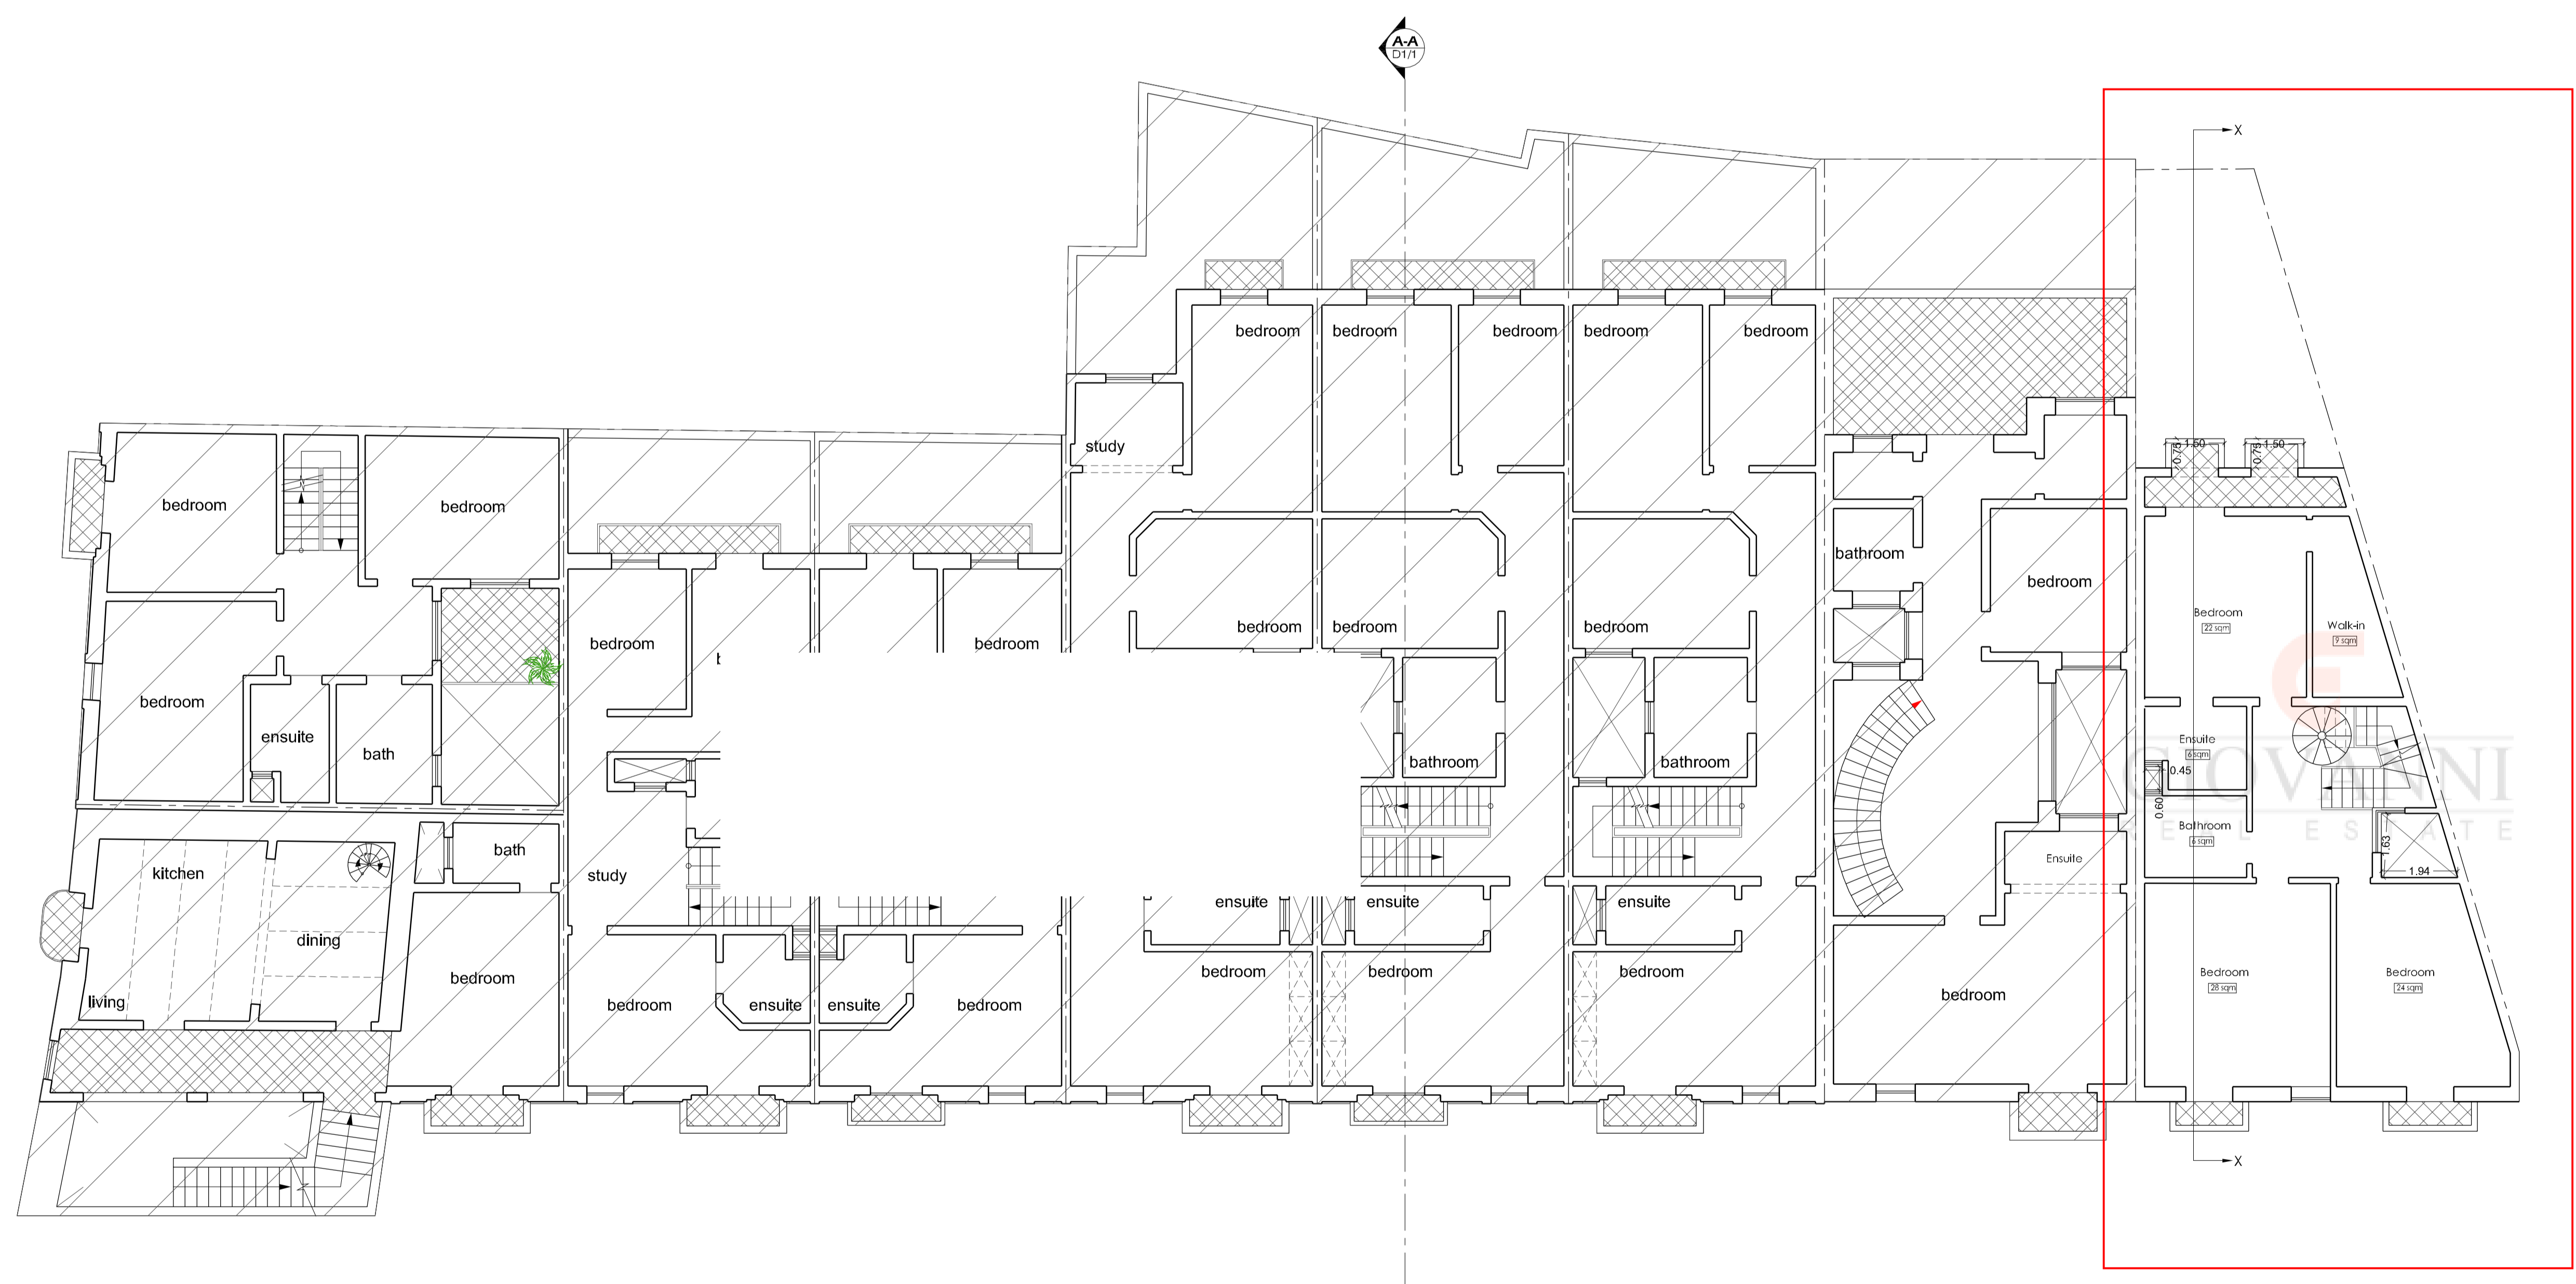 A-A
D1/1
X
bedroom
bedroom
bedroom
bedroom
bedroom
study
1.50
1.50
0.75
0.75
bedroom
bedroom
bathroom
bedroom
Bedroom
22 sqm
Walk-in
9 sqm
bedroom
bedroom
bedroom
bedroom
bedroom
bedroom
ensuite
bath
bathroom
bathroom
Ensuite
6 sqm
0.45
0.60
GIOVANNI
REAL ESTATE
Bathroom
6 sqm
1.63
1.94
bath
kitchen
study
Ensuite
ensuite
ensuite
ensuite
dining
living
bedroom
bedroom
ensuite
ensuite
bedroom
bedroom
bedroom
bedroom
bedroom
Bedroom
28 sqm
Bedroom
24 sqm
X